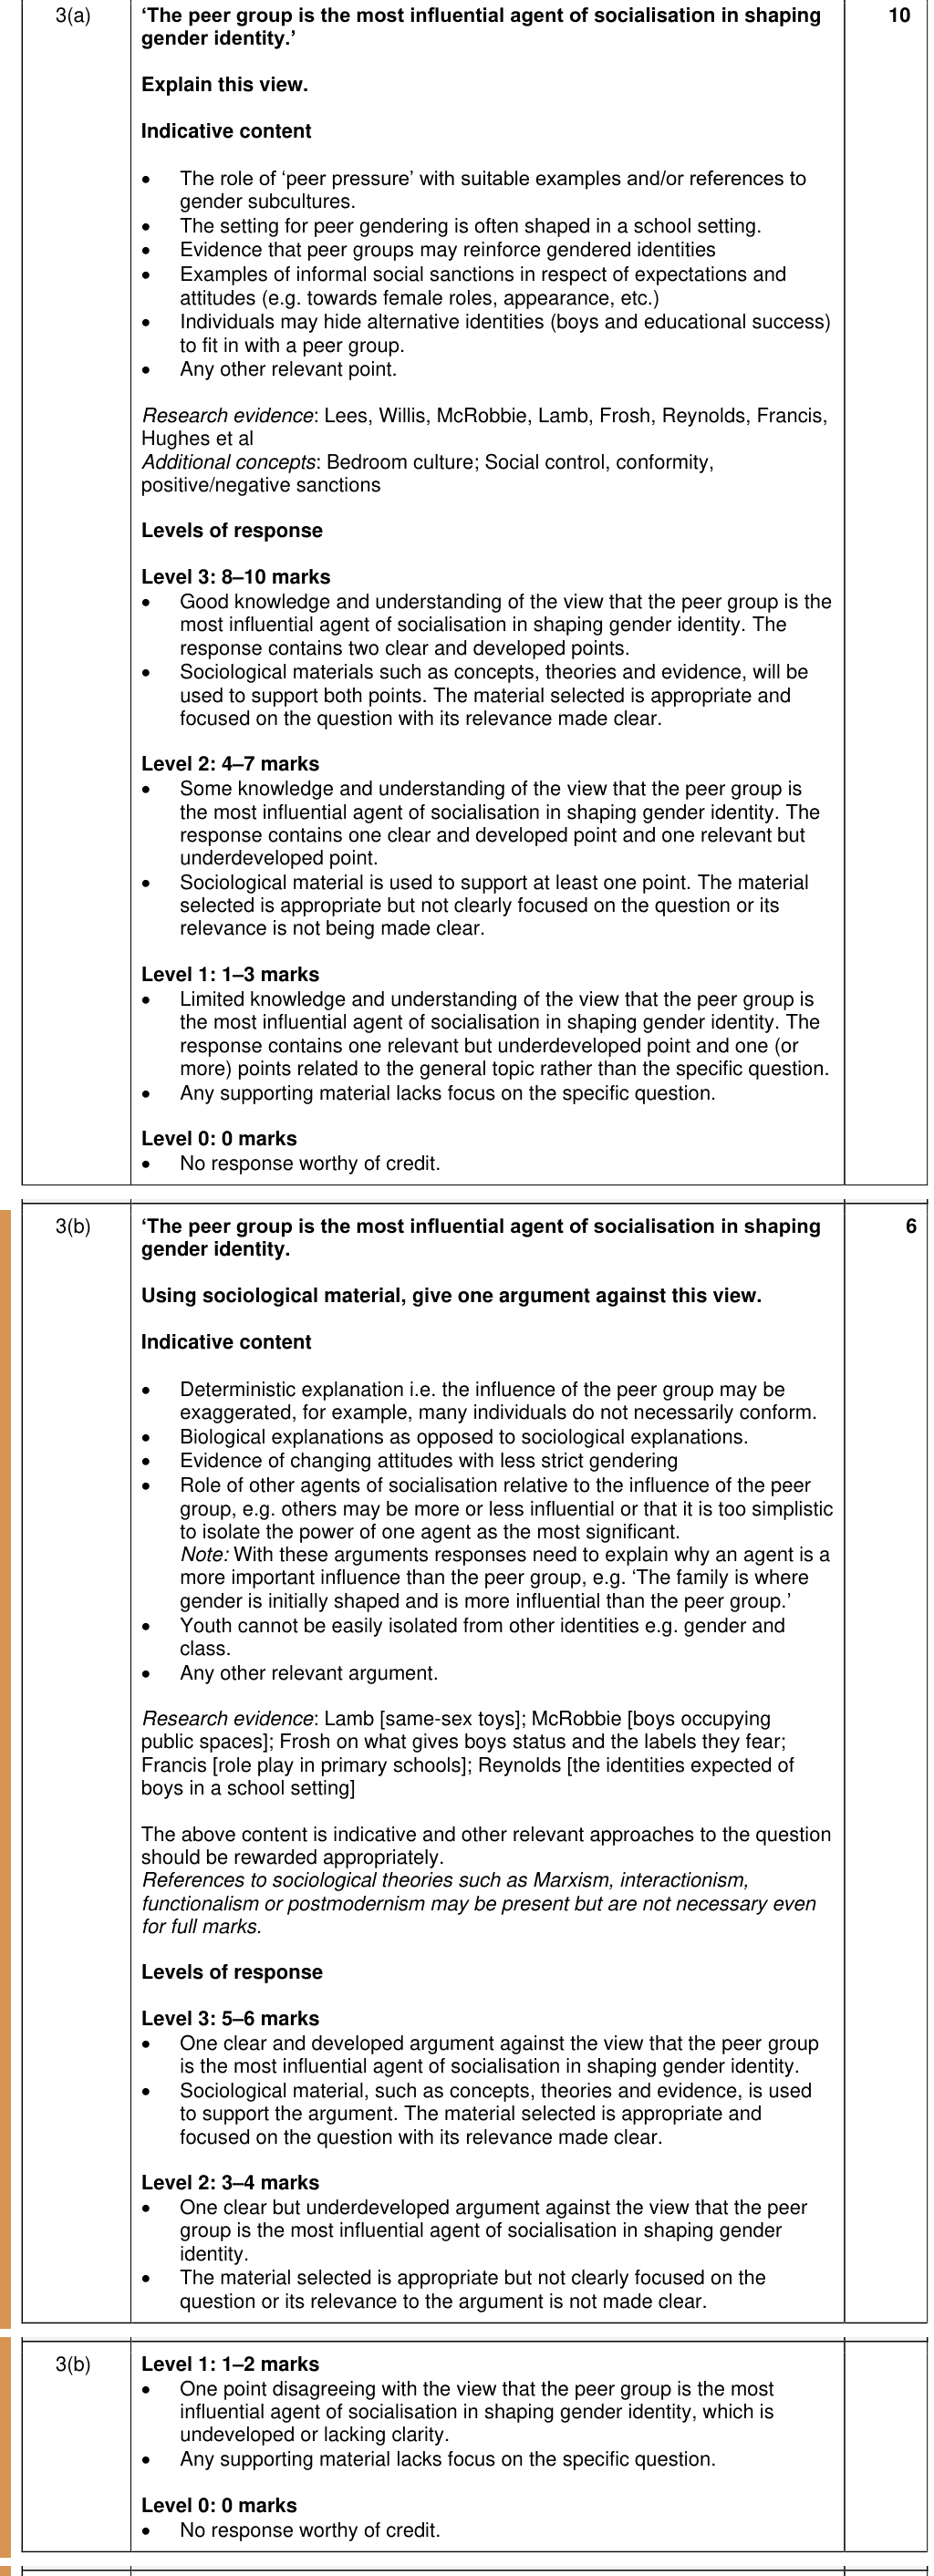 3(a) ‘The peer group is the most influential agent of socialisation in shaping 10
gender identity.’
Explain this view.
Indicative content
• The role of ‘peer pressure’ with suitable examples and/or references to
gender subcultures.
• The setting for peer gendering is often shaped in a school setting.
• Evidence that peer groups may reinforce gendered identities
• Examples of informal social sanctions in respect of expectations and
attitudes (e.g. towards female roles, appearance, etc.)
• Individuals may hide alternative identities (boys and educational success)
to fit in with a peer group.
• Any other relevant point.
Research evidence: Lees, Willis, McRobbie, Lamb, Frosh, Reynolds, Francis,
Hughes et al
Additional concepts: Bedroom culture; Social control, conformity,
positive/negative sanctions
Levels of response
Level 3: 8–10 marks
• Good knowledge and understanding of the view that the peer group is the
most influential agent of socialisation in shaping gender identity. The
response contains two clear and developed points.
• Sociological materials such as concepts, theories and evidence, will be
used to support both points. The material selected is appropriate and
focused on the question with its relevance made clear.
Level 2: 4–7 marks
• Some knowledge and understanding of the view that the peer group is
the most influential agent of socialisation in shaping gender identity. The
response contains one clear and developed point and one relevant but
underdeveloped point.
• Sociological material is used to support at least one point. The material
selected is appropriate but not clearly focused on the question or its
relevance is not being made clear.
Level 1: 1–3 marks
• Limited knowledge and understanding of the view that the peer group is
the most influential agent of socialisation in shaping gender identity. The
response contains one relevant but underdeveloped point and one (or
more) points related to the general topic rather than the specific question.
• Any supporting material lacks focus on the specific question.
Level 0: 0 marks
• No response worthy of credit.
3(b) ‘The peer group is the most influential agent of socialisation in shaping 6
gender identity.
Using sociological material, give one argument against this view.
Indicative content
• Deterministic explanation i.e. the influence of the peer group may be
exaggerated, for example, many individuals do not necessarily conform.
• Biological explanations as opposed to sociological explanations.
• Evidence of changing attitudes with less strict gendering
• Role of other agents of socialisation relative to the influence of the peer
group, e.g. others may be more or less influential or that it is too simplistic
to isolate the power of one agent as the most significant.
Note: With these arguments responses need to explain why an agent is a
more important influence than the peer group, e.g. ‘The family is where
gender is initially shaped and is more influential than the peer group.’
• Youth cannot be easily isolated from other identities e.g. gender and
class.
• Any other relevant argument.
Research evidence: Lamb [same-sex toys]; McRobbie [boys occupying
public spaces]; Frosh on what gives boys status and the labels they fear;
Francis [role play in primary schools]; Reynolds [the identities expected of
boys in a school setting]
The above content is indicative and other relevant approaches to the question
should be rewarded appropriately.
References to sociological theories such as Marxism, interactionism,
functionalism or postmodernism may be present but are not necessary even
for full marks.
Levels of response
Level 3: 5–6 marks
• One clear and developed argument against the view that the peer group
is the most influential agent of socialisation in shaping gender identity.
• Sociological material, such as concepts, theories and evidence, is used
to support the argument. The material selected is appropriate and
focused on the question with its relevance made clear.
Level 2: 3–4 marks
• One clear but underdeveloped argument against the view that the peer
group is the most influential agent of socialisation in shaping gender
identity.
• The material selected is appropriate but not clearly focused on the
question or its relevance to the argument is not made clear.
3(b) Level 1: 1–2 marks
• One point disagreeing with the view that the peer group is the most
influential agent of socialisation in shaping gender identity, which is
undeveloped or lacking clarity.
• Any supporting material lacks focus on the specific question.
Level 0: 0 marks
• No response worthy of credit.